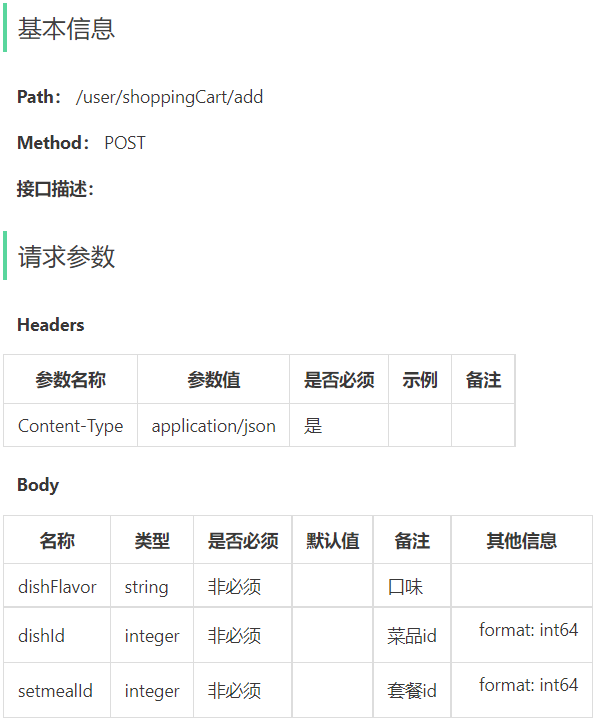 基本信息
Path： /user/shoppingCart/add
Method： POST
接口描述：
请求参数
Headers
参数名称 参数值 是否必须 示例 备注
Content-Type application/json 是
Body
名称 类型 是否必须 默认值 备注 其他信息
dishFlavor string 非必须 口味
dishId integer 非必须 菜品id format: int64
setmealId integer 非必须 套餐id format: int64